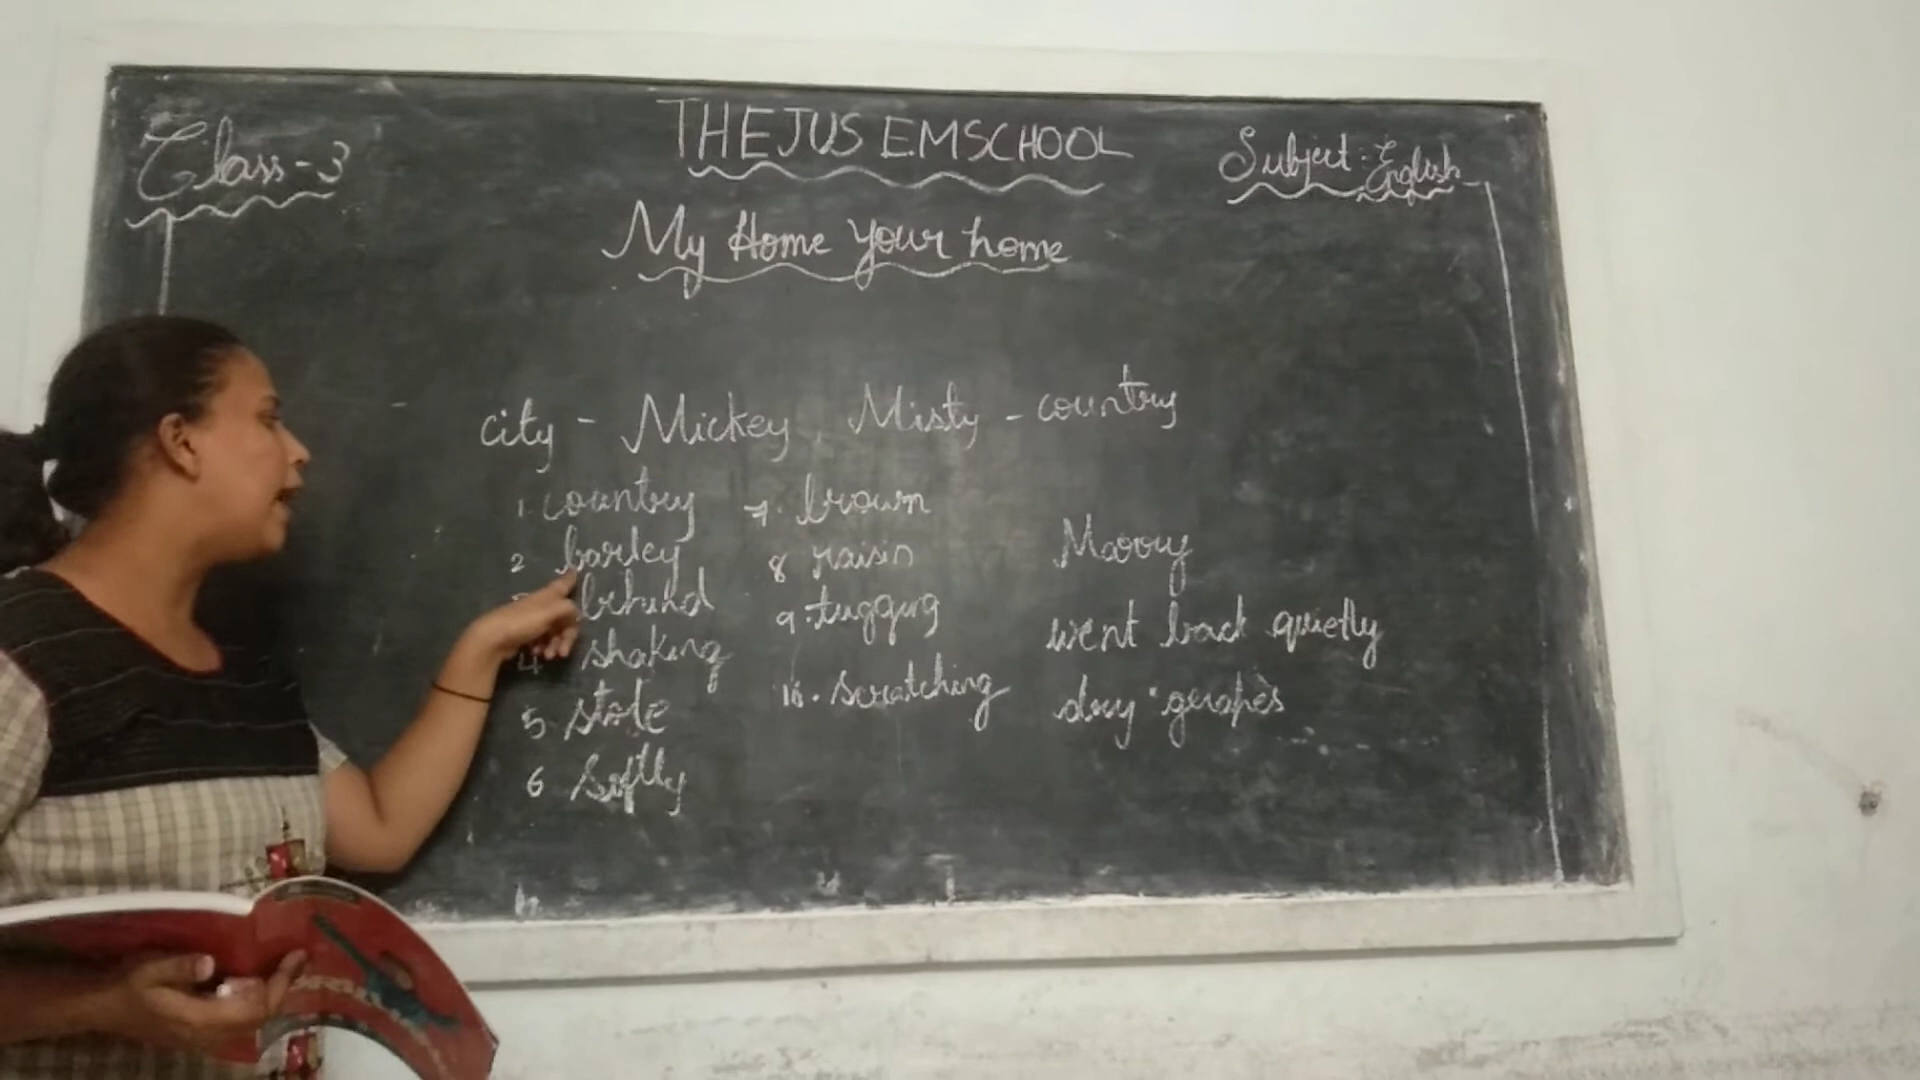 Class-3
THEJUS E.M SCHOOL
Subject: English
My Home Your home
city - Mickey, Misty - country
1. country
2 barley
behind
4 shaking
5 stole
6 softly
7. brown
8 raisin
9. tugging
10. scratching
went back quietly
dry grapes